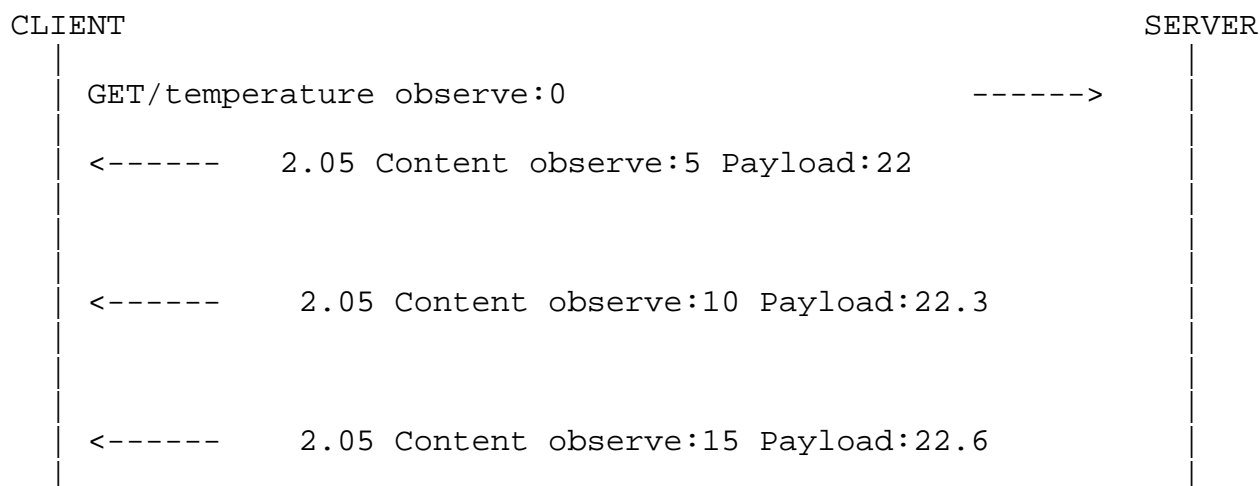 CLIENT SERVER
GET/temperature observe:0 ------>
<------ 2.05 Content observe:5 Payload:22
<------ 2.05 Content observe:10 Payload:22.3
<------ 2.05 Content observe:15 Payload:22.6